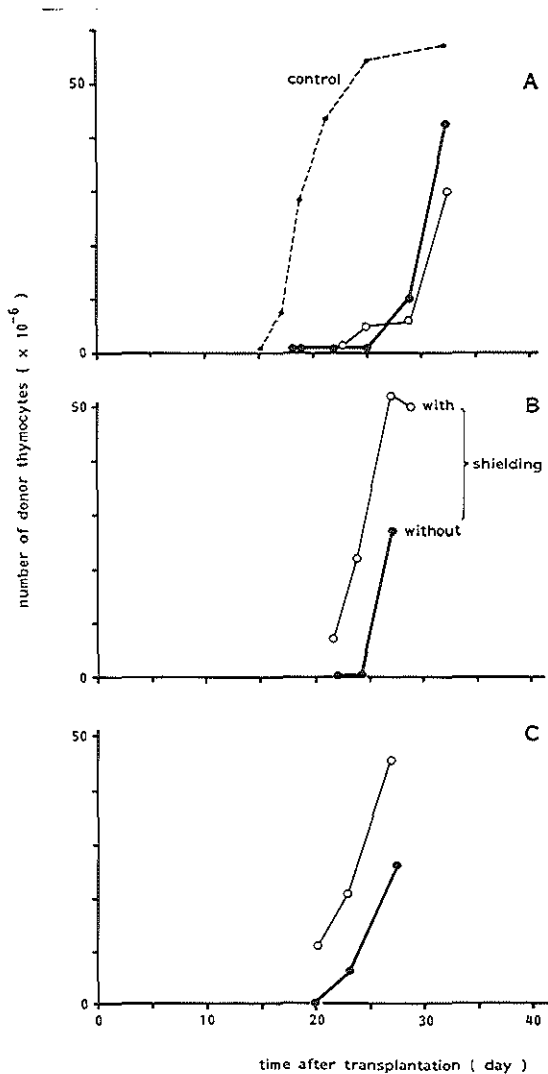 50
control
A
0
number of donor thymocytes ( × 10⁻⁶ )
50
B
with
shielding
without
0
50
C
0
0 10 20 30 40
time after transplantation ( day )